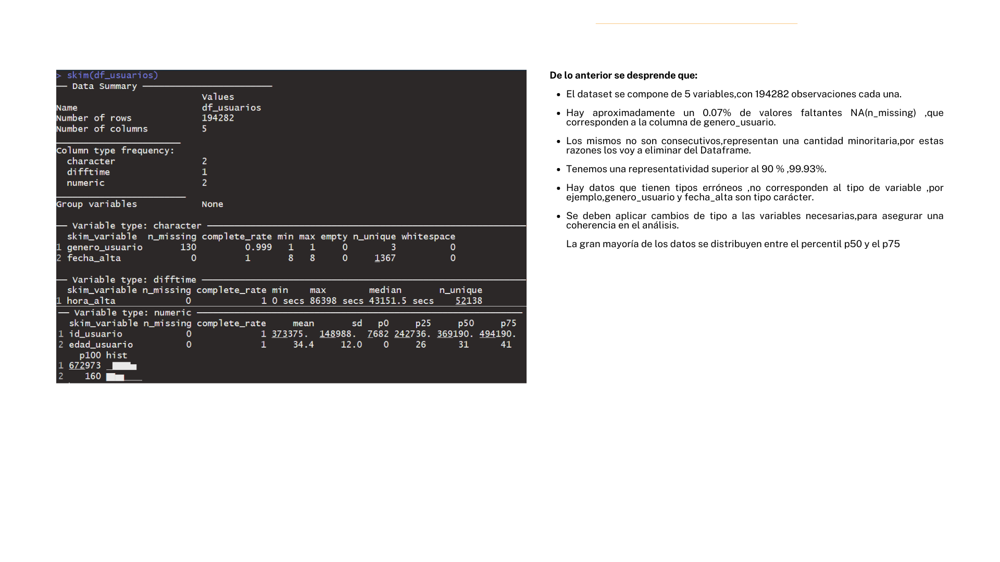 > skim(df_usuarios)
── Data Summary ────────────────────────
Values
Name df_usuarios
Number of rows 194282
Number of columns 5
_______________________
Column type frequency:
character 2
difftime 1
numeric 2
________________________
Group variables None
── Variable type: character ────────────────────────
skim_variable n_missing complete_rate min max empty n_unique whitespace
1 genero_usuario 130 0.999 1 1 0 3 0
2 fecha_alta 0 1 8 8 0 1367 0
── Variable type: difftime ────────────────────────
skim_variable n_missing complete_rate min max median n_unique
1 hora_alta 0 1 0 secs 86398 secs 43151.5 secs 52138
── Variable type: numeric ────────────────────────
skim_variable n_missing complete_rate mean sd p0 p25 p50 p75
1 id_usuario 0 1 373375. 148988. 7682 242736. 369190. 494190.
2 edad_usuario 0 1 34.4 12.0 0 26 31 41
p100 hist
1 672973
2 160
De lo anterior se desprende que:
• El dataset se compone de 5 variables,con 194282 observaciones cada una.
• Hay aproximadamente un 0.07% de valores faltantes NA(n_missing) ,que
corresponden a la columna de genero_usuario.
• Los mismos no son consecutivos,representan una cantidad minoritaria,por estas
razones los voy a eliminar del Dataframe.
• Tenemos una representatividad superior al 90 % ,99.93%.
• Hay datos que tienen tipos erróneos ,no corresponden al tipo de variable ,por
ejemplo,genero_usuario y fecha_alta son tipo carácter.
• Se deben aplicar cambios de tipo a las variables necesarias,para asegurar una
coherencia en el análisis.
La gran mayoría de los datos se distribuyen entre el percentil p50 y el p75